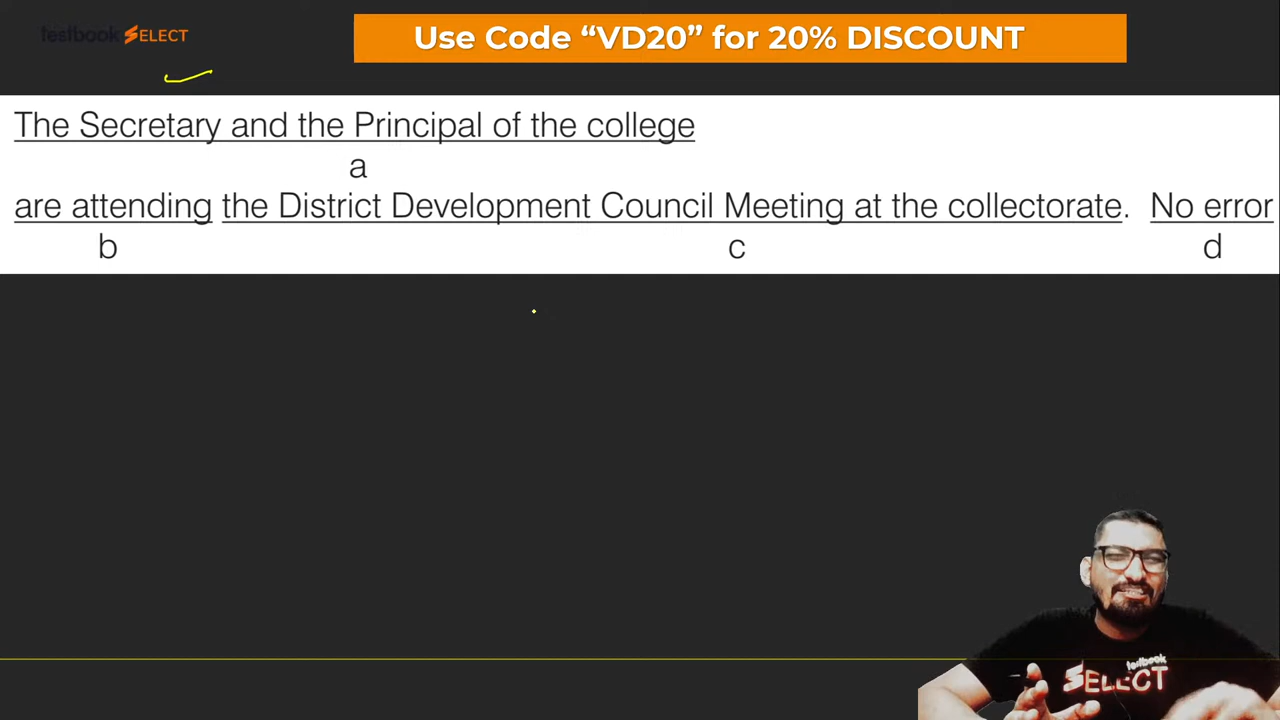 testbook SELECT
Use Code “VD20” for 20% DISCOUNT
The Secretary and the Principal of the college
a
are attending the District Development Council Meeting at the collectorate. No error
b c d
testbook
SELECT